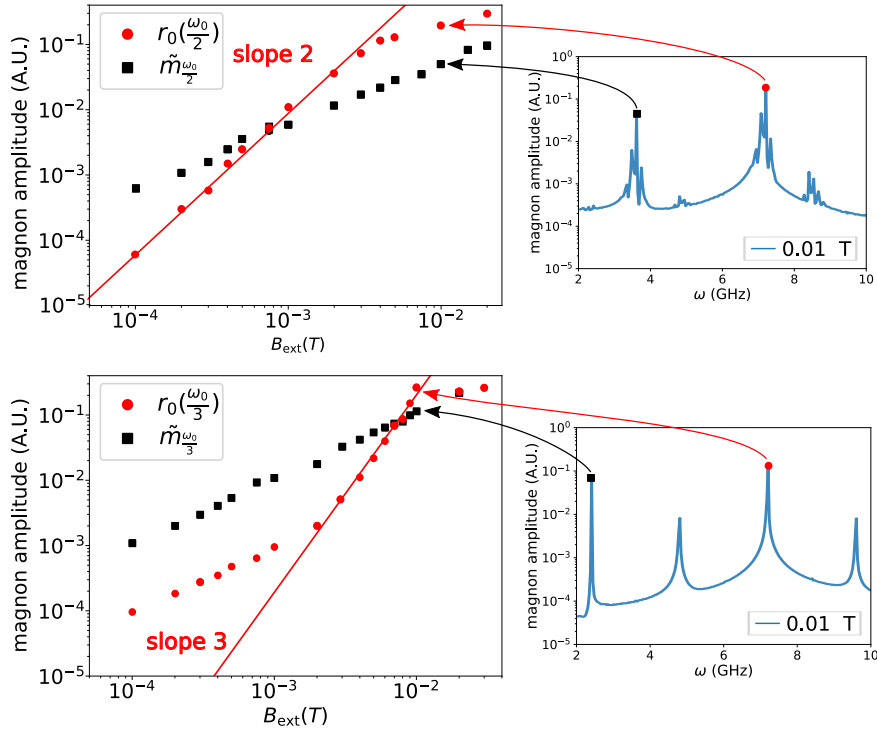 magnon amplitude (A.U.)
10⁻¹
10⁻²
10⁻³
10⁻⁴
10⁻⁵
r₀(ω₀/2)
m̃_{ω₀/2}
slope 2
10⁻⁴
10⁻³
10⁻²
B_ext(T)
magnon amplitude (A.U.)
10⁰
10⁻¹
10⁻²
10⁻³
10⁻⁴
10⁻⁵
0.01 T
2
4
6
8
10
ω (GHz)
magnon amplitude (A.U.)
10⁻¹
10⁻²
10⁻³
10⁻⁴
10⁻⁵
r₀(ω₀/3)
m̃_{ω₀/3}
slope 3
10⁻⁴
10⁻³
10⁻²
B_ext(T)
magnon amplitude (A.U.)
10⁰
10⁻¹
10⁻²
10⁻³
10⁻⁴
10⁻⁵
0.01 T
2
4
6
8
10
ω (GHz)